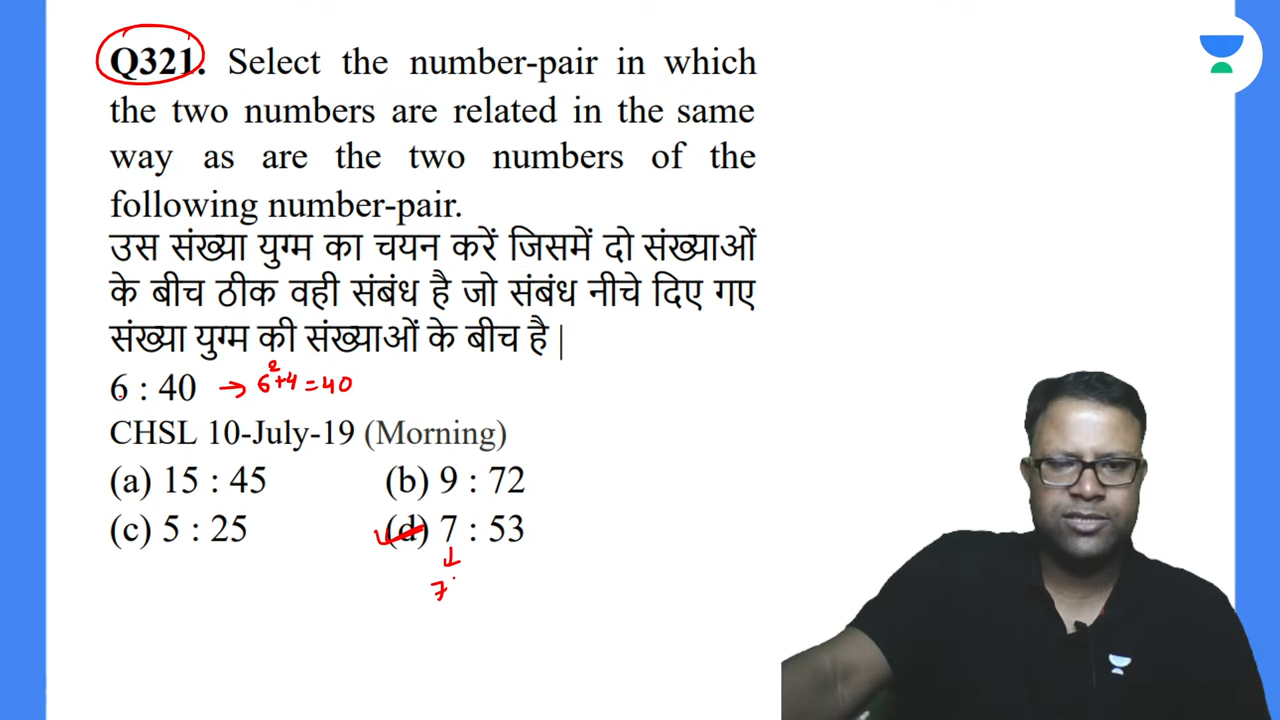 Q321. Select the number-pair in which
the two numbers are related in the same
way as are the two numbers of the
following number-pair.
उस संख्या युग्म का चयन करें जिसमें दो संख्याओं
के बीच ठीक वही संबंध है जो संबंध नीचे दिए गए
संख्या युग्म की संख्याओं के बीच है |
6 : 40 → 6²+4 = 40
CHSL 10-July-19 (Morning)
(a) 15 : 45 (b) 9 : 72
(c) 5 : 25 (d) 7 : 53
7